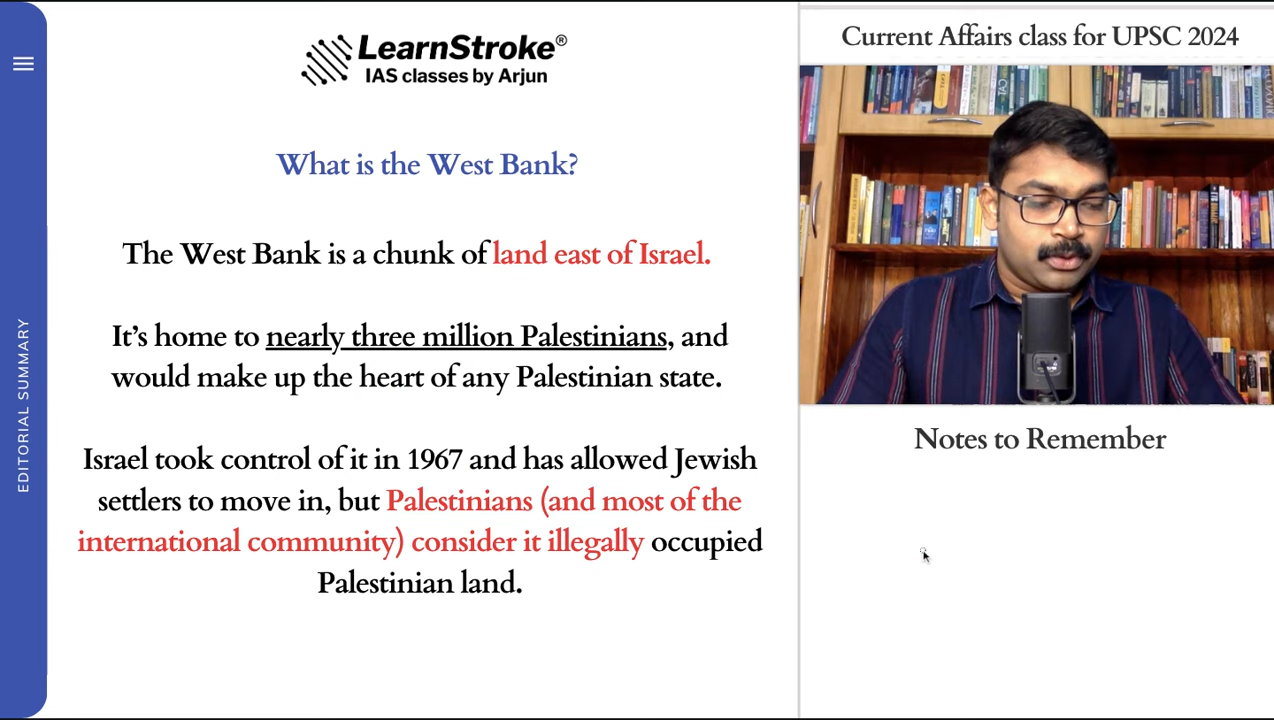 EDITORIAL SUMMARY
LearnStroke®
IAS classes by Arjun
What is the West Bank?
The West Bank is a chunk of land east of Israel.
It’s home to nearly three million Palestinians, and
would make up the heart of any Palestinian state.
Israel took control of it in 1967 and has allowed Jewish
settlers to move in, but Palestinians (and most of the
international community) consider it illegally occupied
Palestinian land.
Current Affairs class for UPSC 2024
Notes to Remember